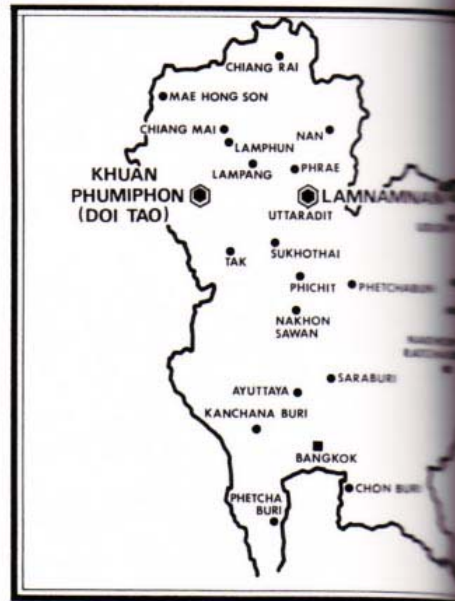 CHIANG RAI
MAE HONG SON
CHIANG MAI
NAN
LAMPHUN
LAMPANG
PHRAE
KHUAN
PHUMIPHON
(DOI TAO)
UTTARADIT
SUKHOTHAI
TAK
PHICHIT
PHETCHABURI
NAKHON
SAWAN
SARABURI
AYUTTAYA
KANCHANA BURI
BANGKOK
CHON BURI
PHETCHA
BURI